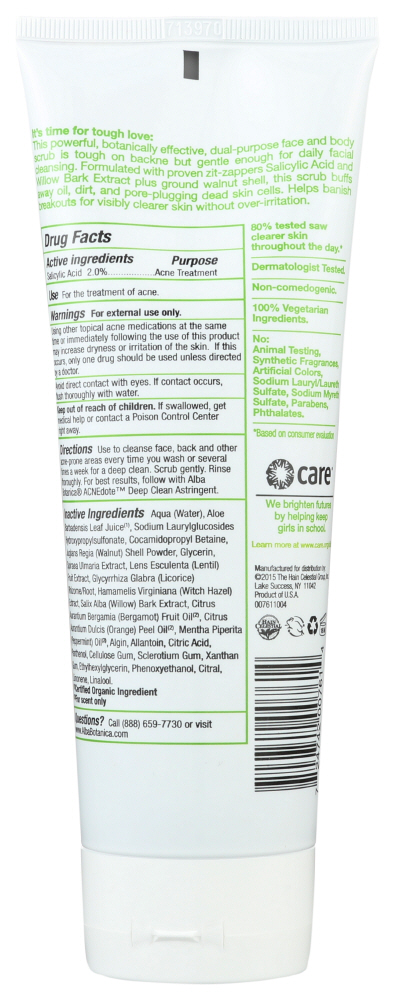 713970
It's time for tough love:
This powerful, botanically effective, dual-purpose face and body
scrub is tough on backne but gentle enough for daily facial
cleansing. Formulated with proven zit-zappers Salicylic Acid and
Willow Bark Extract plus ground walnut shell, this scrub buffs
away oil, dirt, and pore-plugging dead skin cells. Helps banish
breakouts for visibly clearer skin without over-irritation.
Drug Facts
Active ingredients Purpose
Salicylic Acid 2.0%......................Acne Treatment
Use For the treatment of acne.
Warnings For external use only.
Using other topical acne medications at the same
time or immediately following the use of this product
may increase dryness or irritation of the skin. If this
occurs, only one drug should be used unless directed
by a doctor.
Avoid direct contact with eyes. If contact occurs,
flush thoroughly with water.
Keep out of reach of children. If swallowed, get
medical help or contact a Poison Control Center
right away.
Directions Use to cleanse face, back and other
acne-prone areas every time you wash or several
times a week for a deep clean. Scrub gently. Rinse
thoroughly. For best results, follow with Alba
Botanica® ACNEdote™ Deep Clean Astringent.
Inactive Ingredients Aqua (Water), Aloe
Barbadensis Leaf Juice(1), Sodium Laurylglucosides
Hydroxypropylsulfonate, Cocamidopropyl Betaine,
Juglans Regia (Walnut) Shell Powder, Glycerin,
Spiraea Ulmaria Extract, Lens Esculenta (Lentil)
Fruit Extract, Glycyrrhiza Glabra (Licorice)
Rhizome/Root, Hamamelis Virginiana (Witch Hazel)
Extract, Salix Alba (Willow) Bark Extract, Citrus
Aurantium Bergamia (Bergamot) Fruit Oil(2), Citrus
Aurantium Dulcis (Orange) Peel Oil(2), Mentha Piperita
(Peppermint) Oil(2), Algin, Allantoin, Citric Acid,
Panthenol, Cellulose Gum, Sclerotium Gum, Xanthan
Gum, Ethylhexylglycerin, Phenoxyethanol, Citral,
Limonene, Linalool.
(1)Certified Organic Ingredient
(2)For scent only
Questions? Call (888) 659-7730 or visit
www.AlbaBotanica.com
80% tested saw
clearer skin
throughout the day.*
Dermatologist Tested.
Non-comedogenic.
100% Vegetarian
Ingredients.
No:
Animal Testing,
Synthetic Fragrances,
Artificial Colors,
Sodium Lauryl/Laureth
Sulfate, Sodium Myreth
Sulfate, Parabens,
Phthalates.
*Based on consumer evaluation
care
We brighten futures
by helping keep
girls in school.
Learn more at www.care.org
Manufactured for distribution by
©2015 The Hain Celestial Group, Inc.
Lake Success, NY 11042
Product of U.S.A.
007611004
HAIN
CELESTIAL